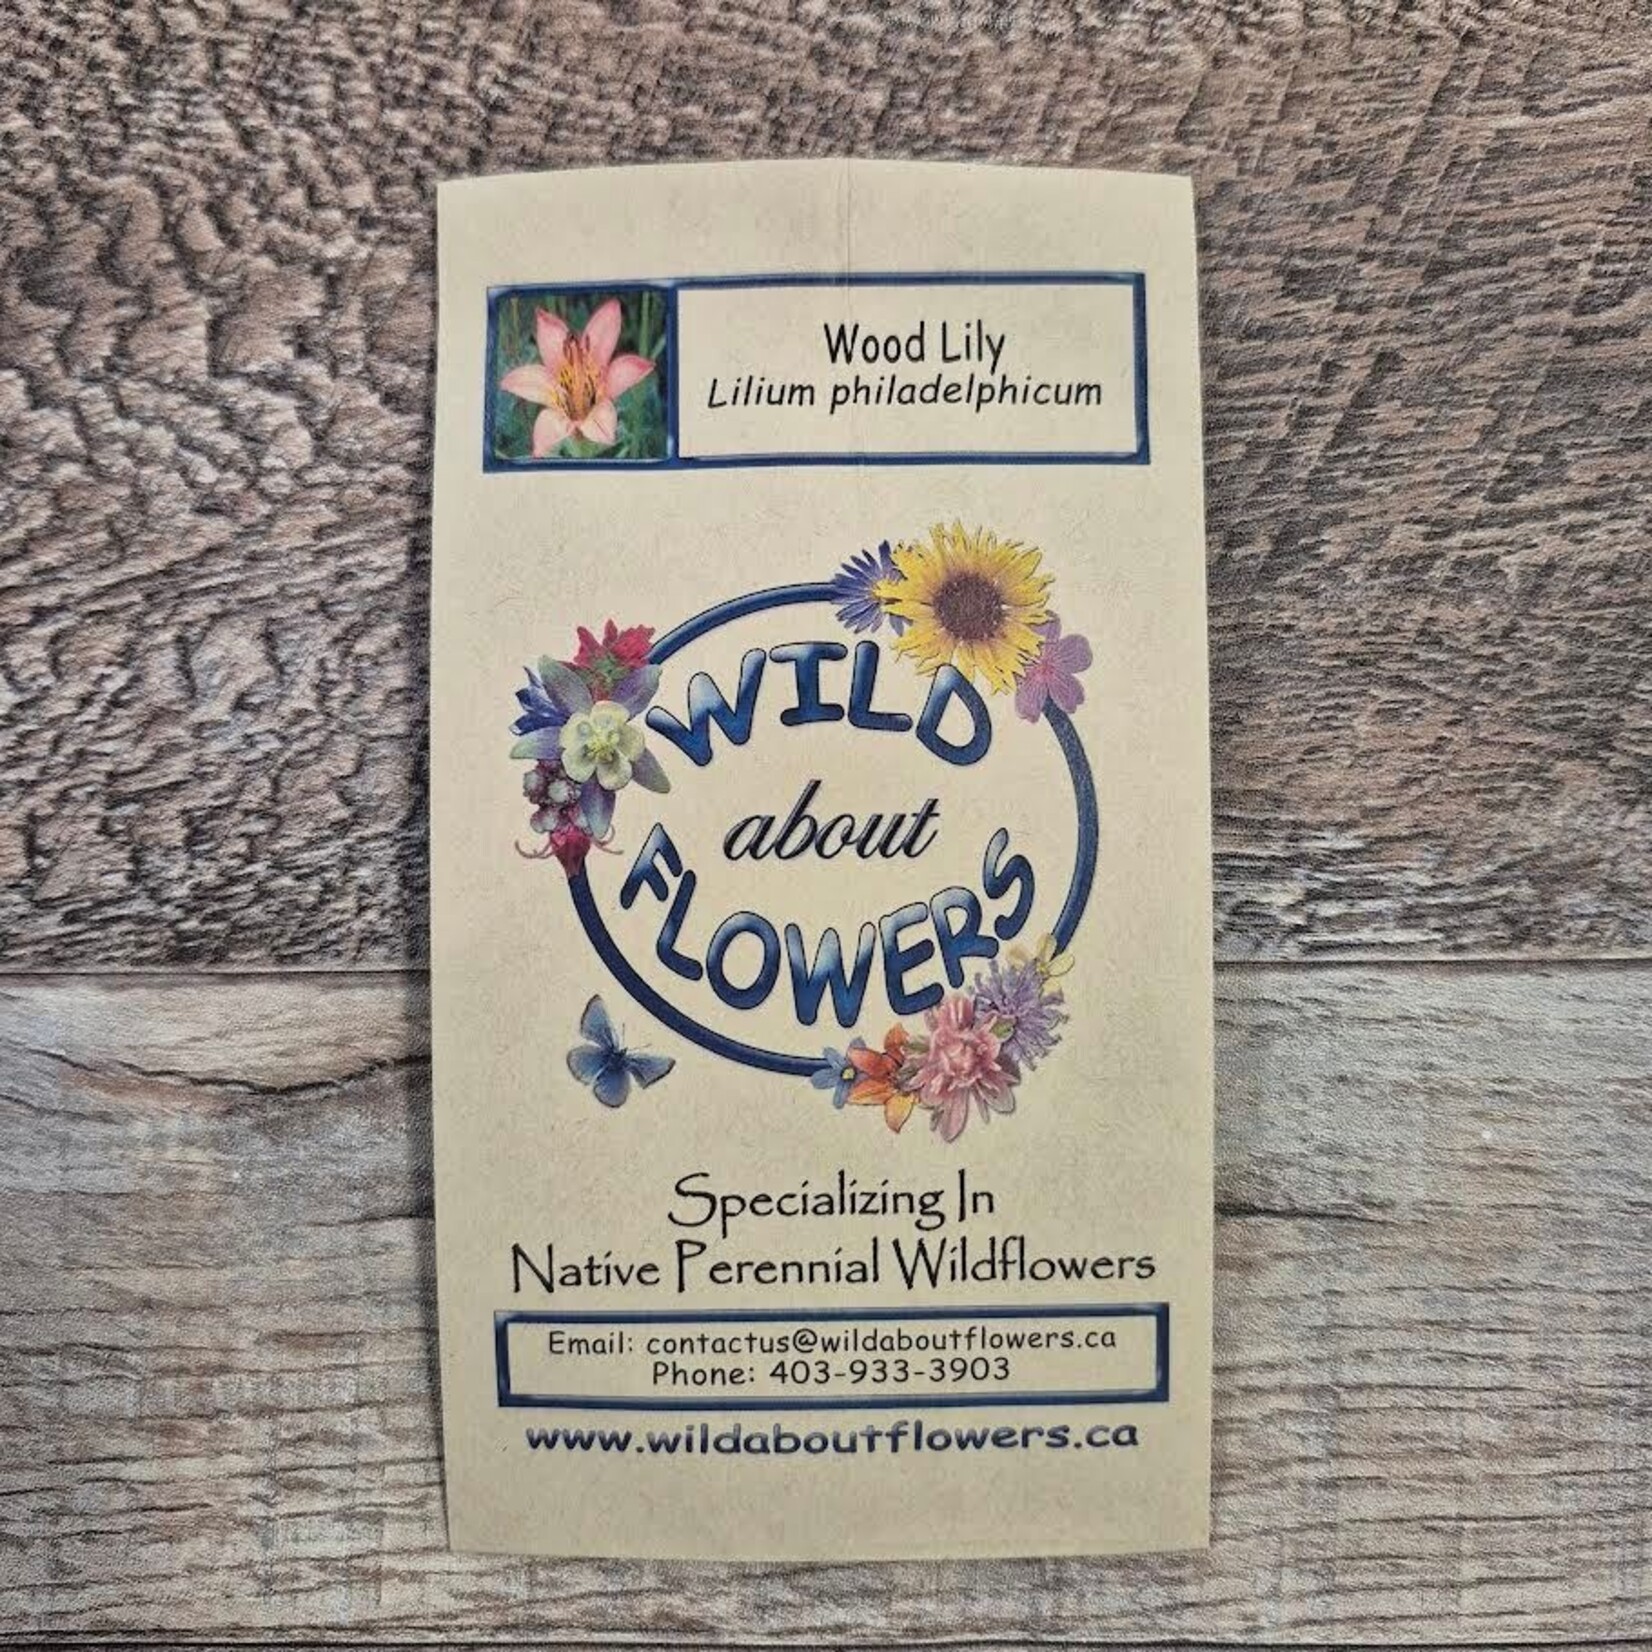 Wood Lily
Lilium philadelphicum
WILD
about
FLOWERS
Specializing In
Native Perennial Wildflowers
Email: contactus@wildaboutflowers.ca
Phone: 403-933-3903
www.wildaboutflowers.ca